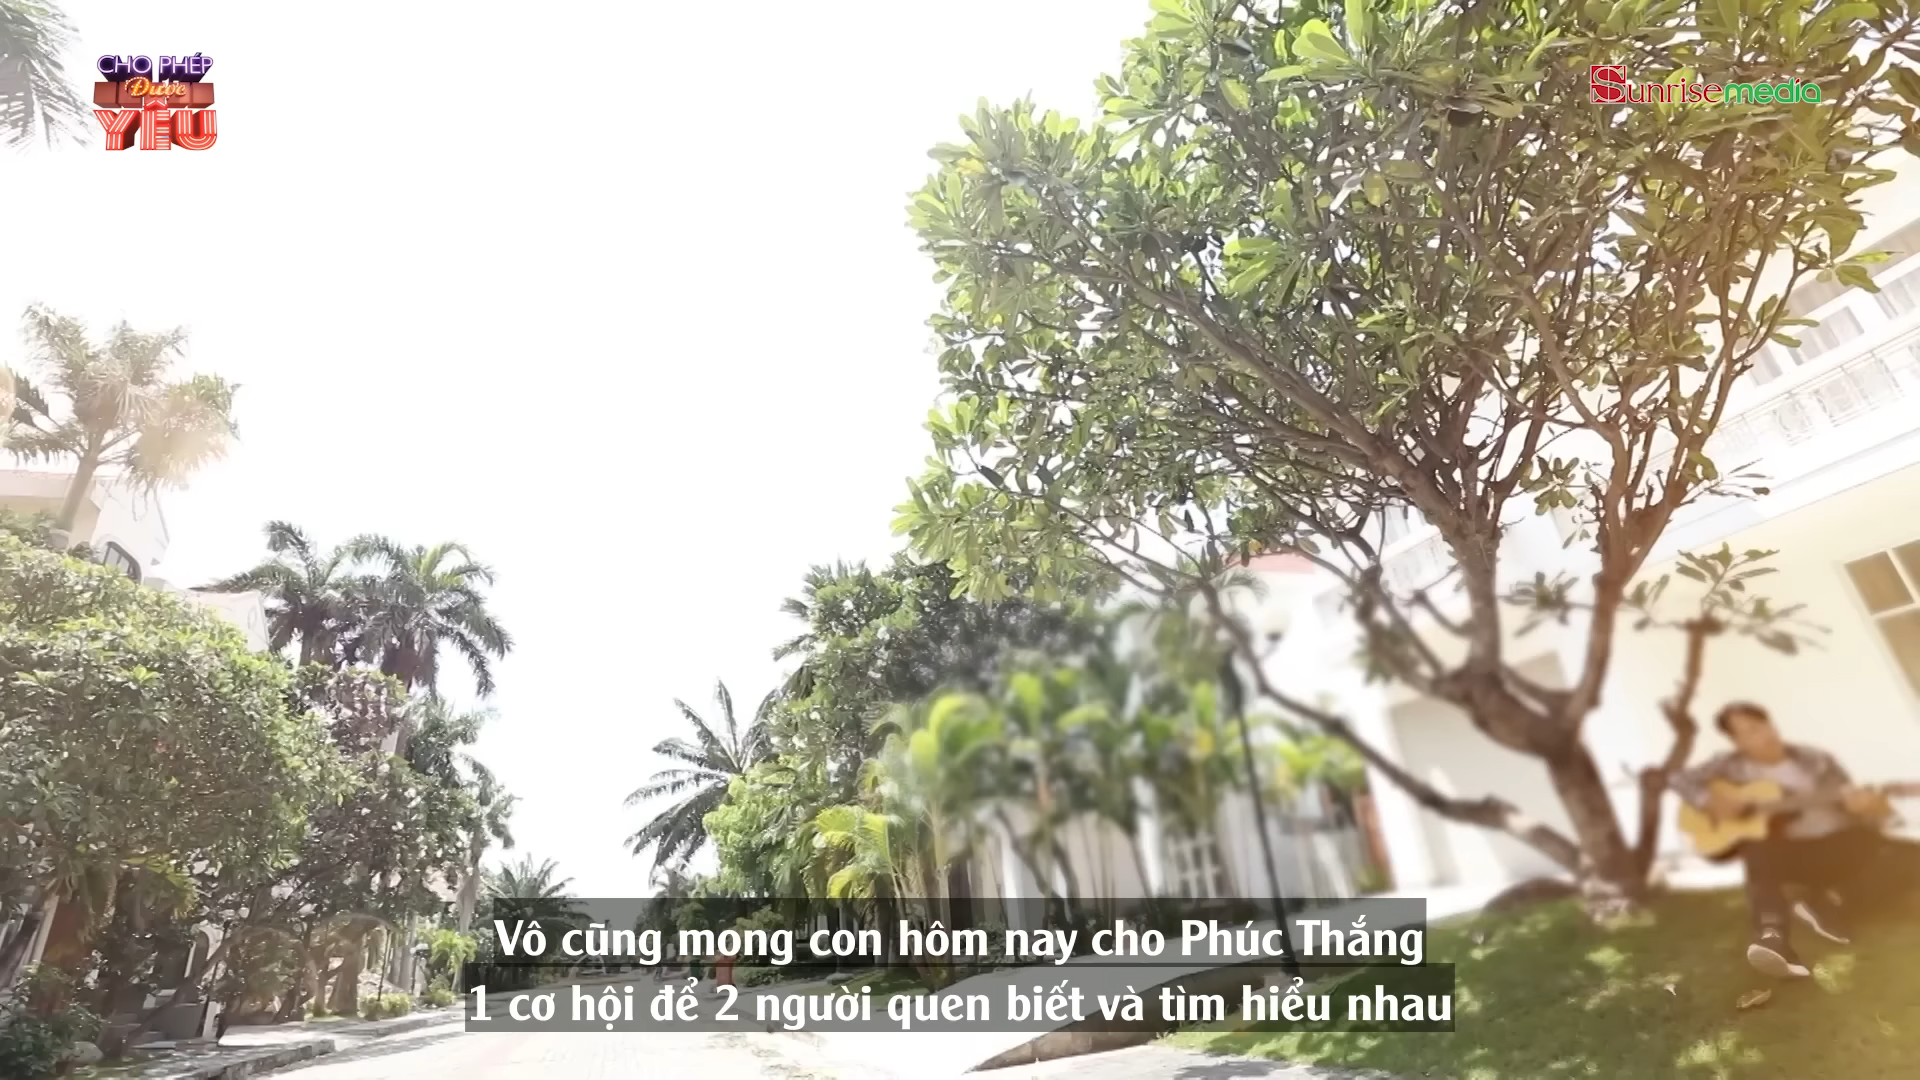 CHO PHÉP
Được
YÊU
Sunrisemedia
Vô cũng mong con hôm nay cho Phúc Thắng
1 cơ hội để 2 người quen biết và tìm hiểu nhau